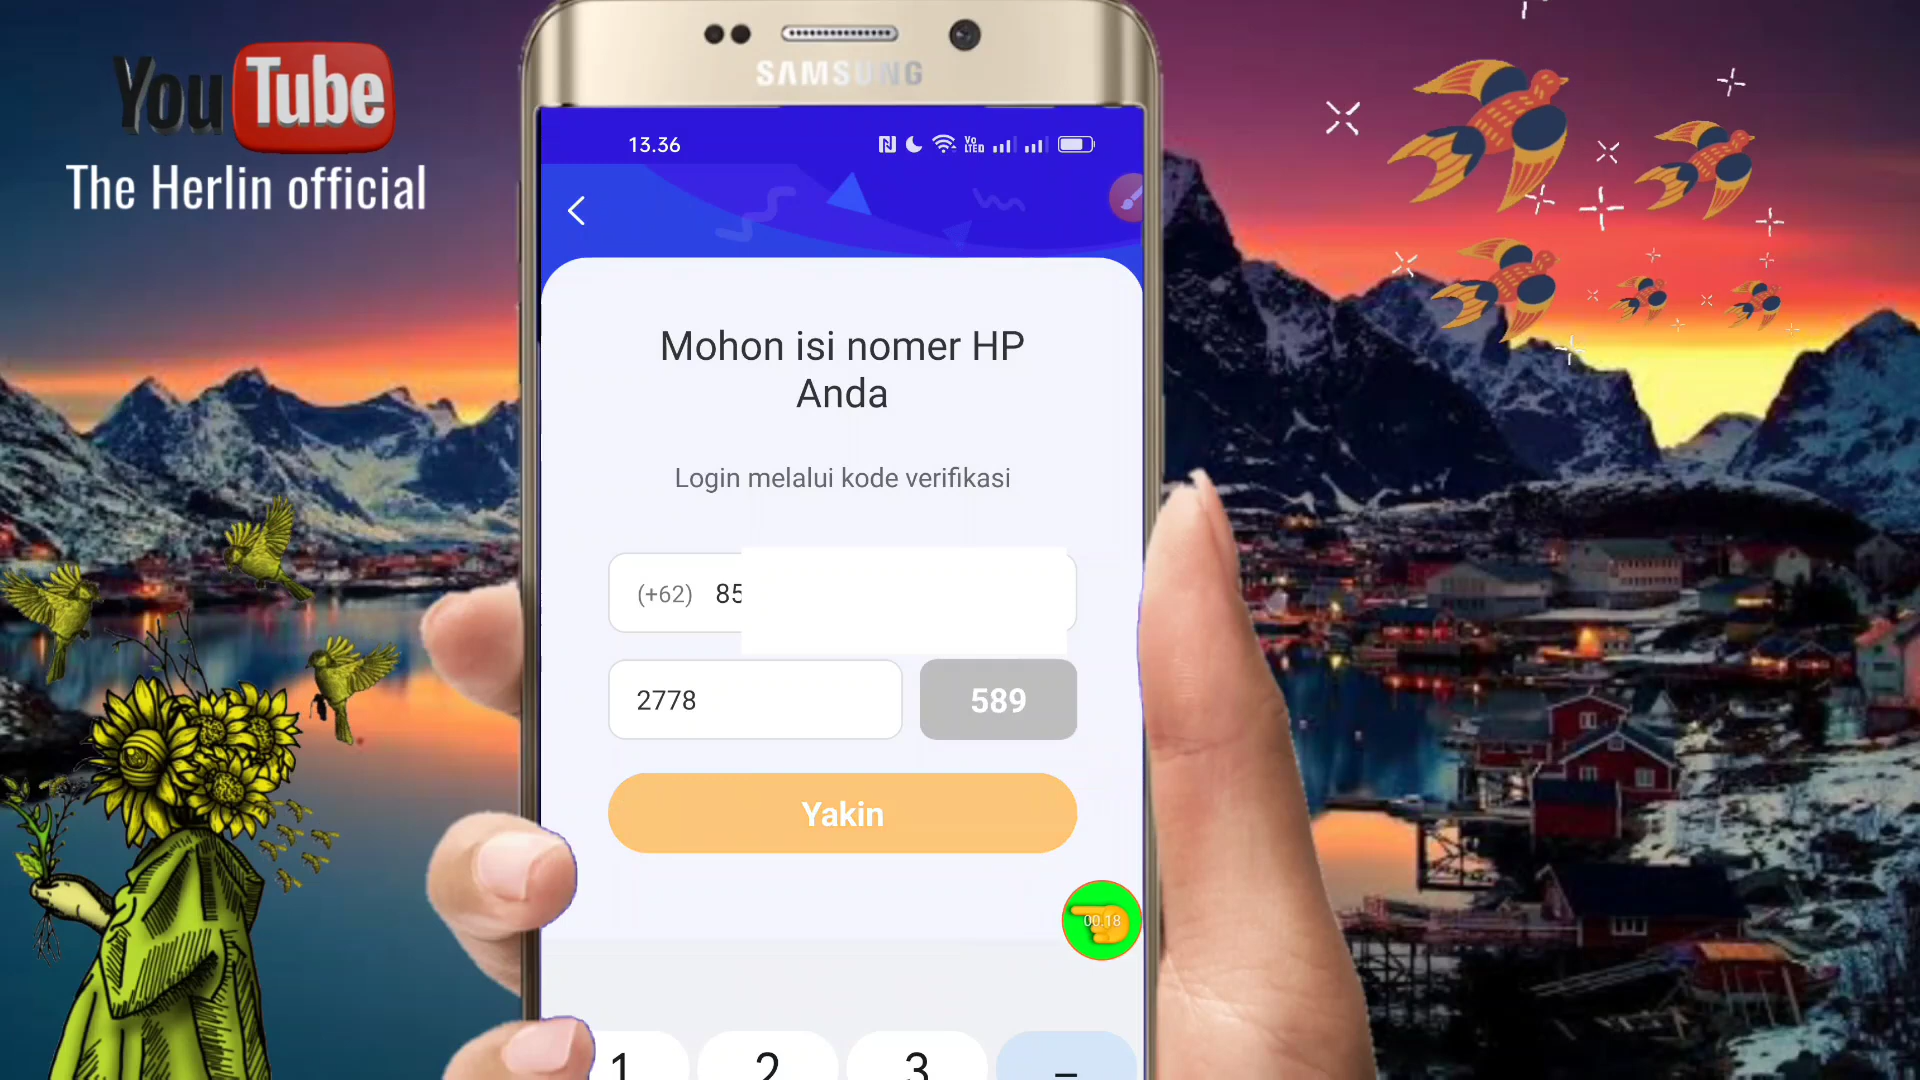 YouTube
The Herlin official
SAMSUNG
13.36
VoLTE
Mohon isi nomer HP
Anda
Login melalui kode verifikasi
(+62) 85
2778
589
Yakin
00.18
1 2 3 –